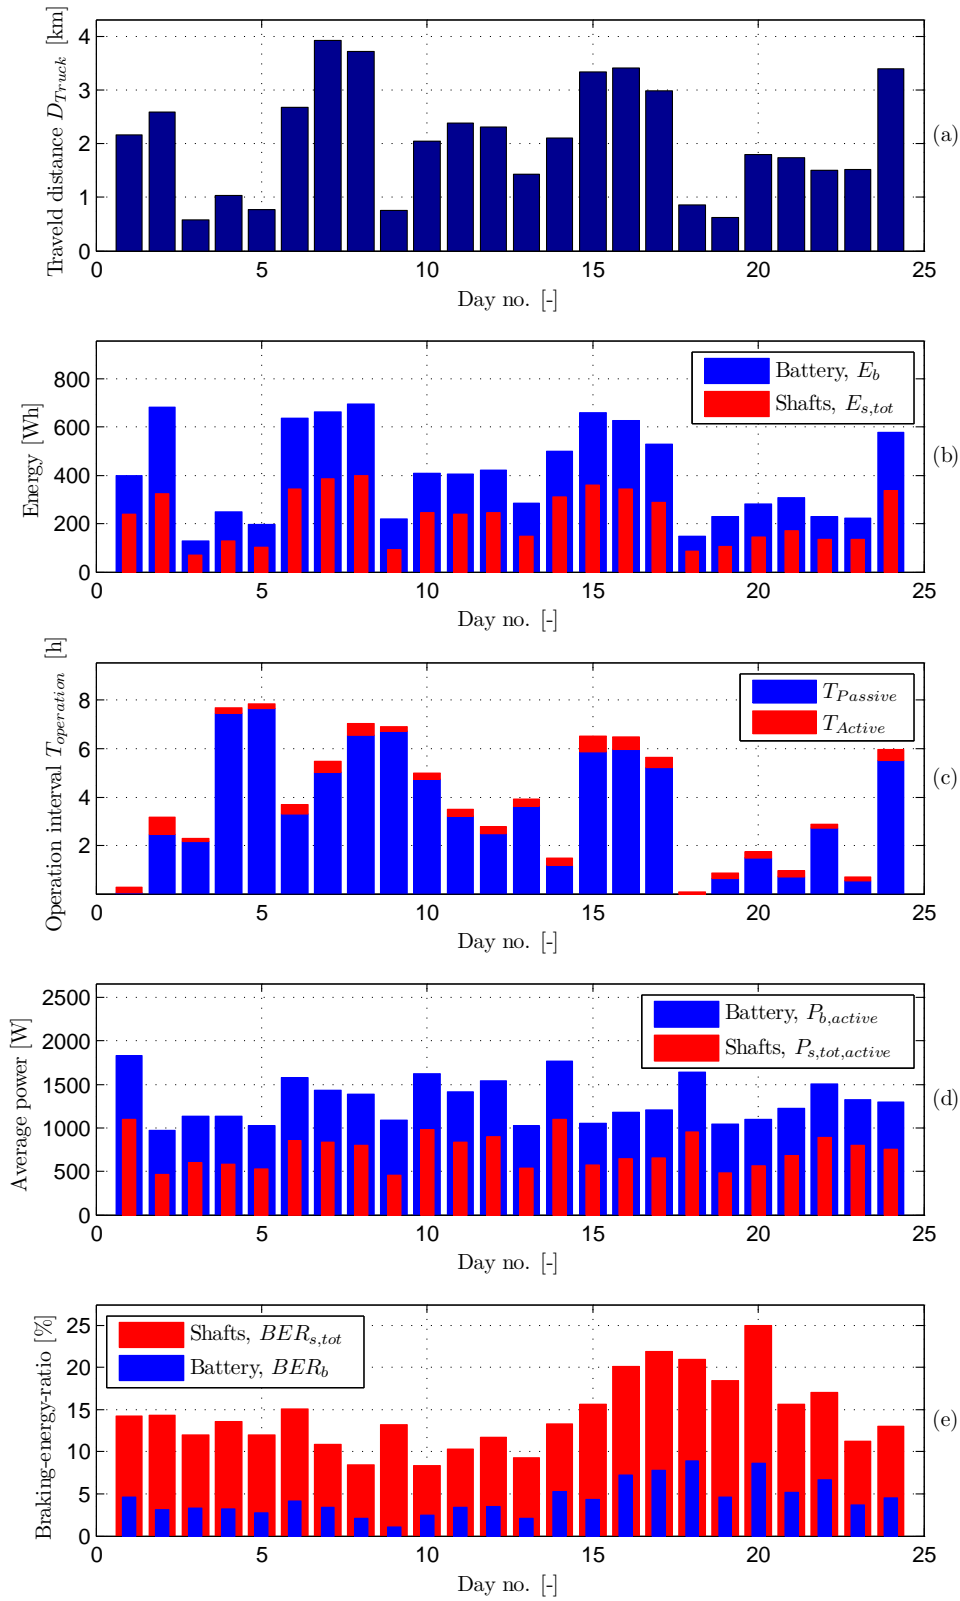 Traveld distance D_Truck [km]
4
3
2
1
0
0 5 10 15 20 25
Day no. [-]
(a)
Energy [Wh]
800
600
400
200
0
Battery, E_b
Shafts, E_s,tot
0 5 10 15 20 25
Day no. [-]
(b)
Operation interval T_operation [h]
8
6
4
2
T_Passive
T_Active
0 5 10 15 20 25
Day no. [-]
(c)
Average power [W]
2500
2000
1500
1000
500
0
Battery, P_b,active
Shafts, P_s,tot,active
0 5 10 15 20 25
Day no. [-]
(d)
Braking-energy-ratio [%]
25
20
15
10
5
0
Shafts, BER_s,tot
Battery, BER_b
0 5 10 15 20 25
Day no. [-]
(e)